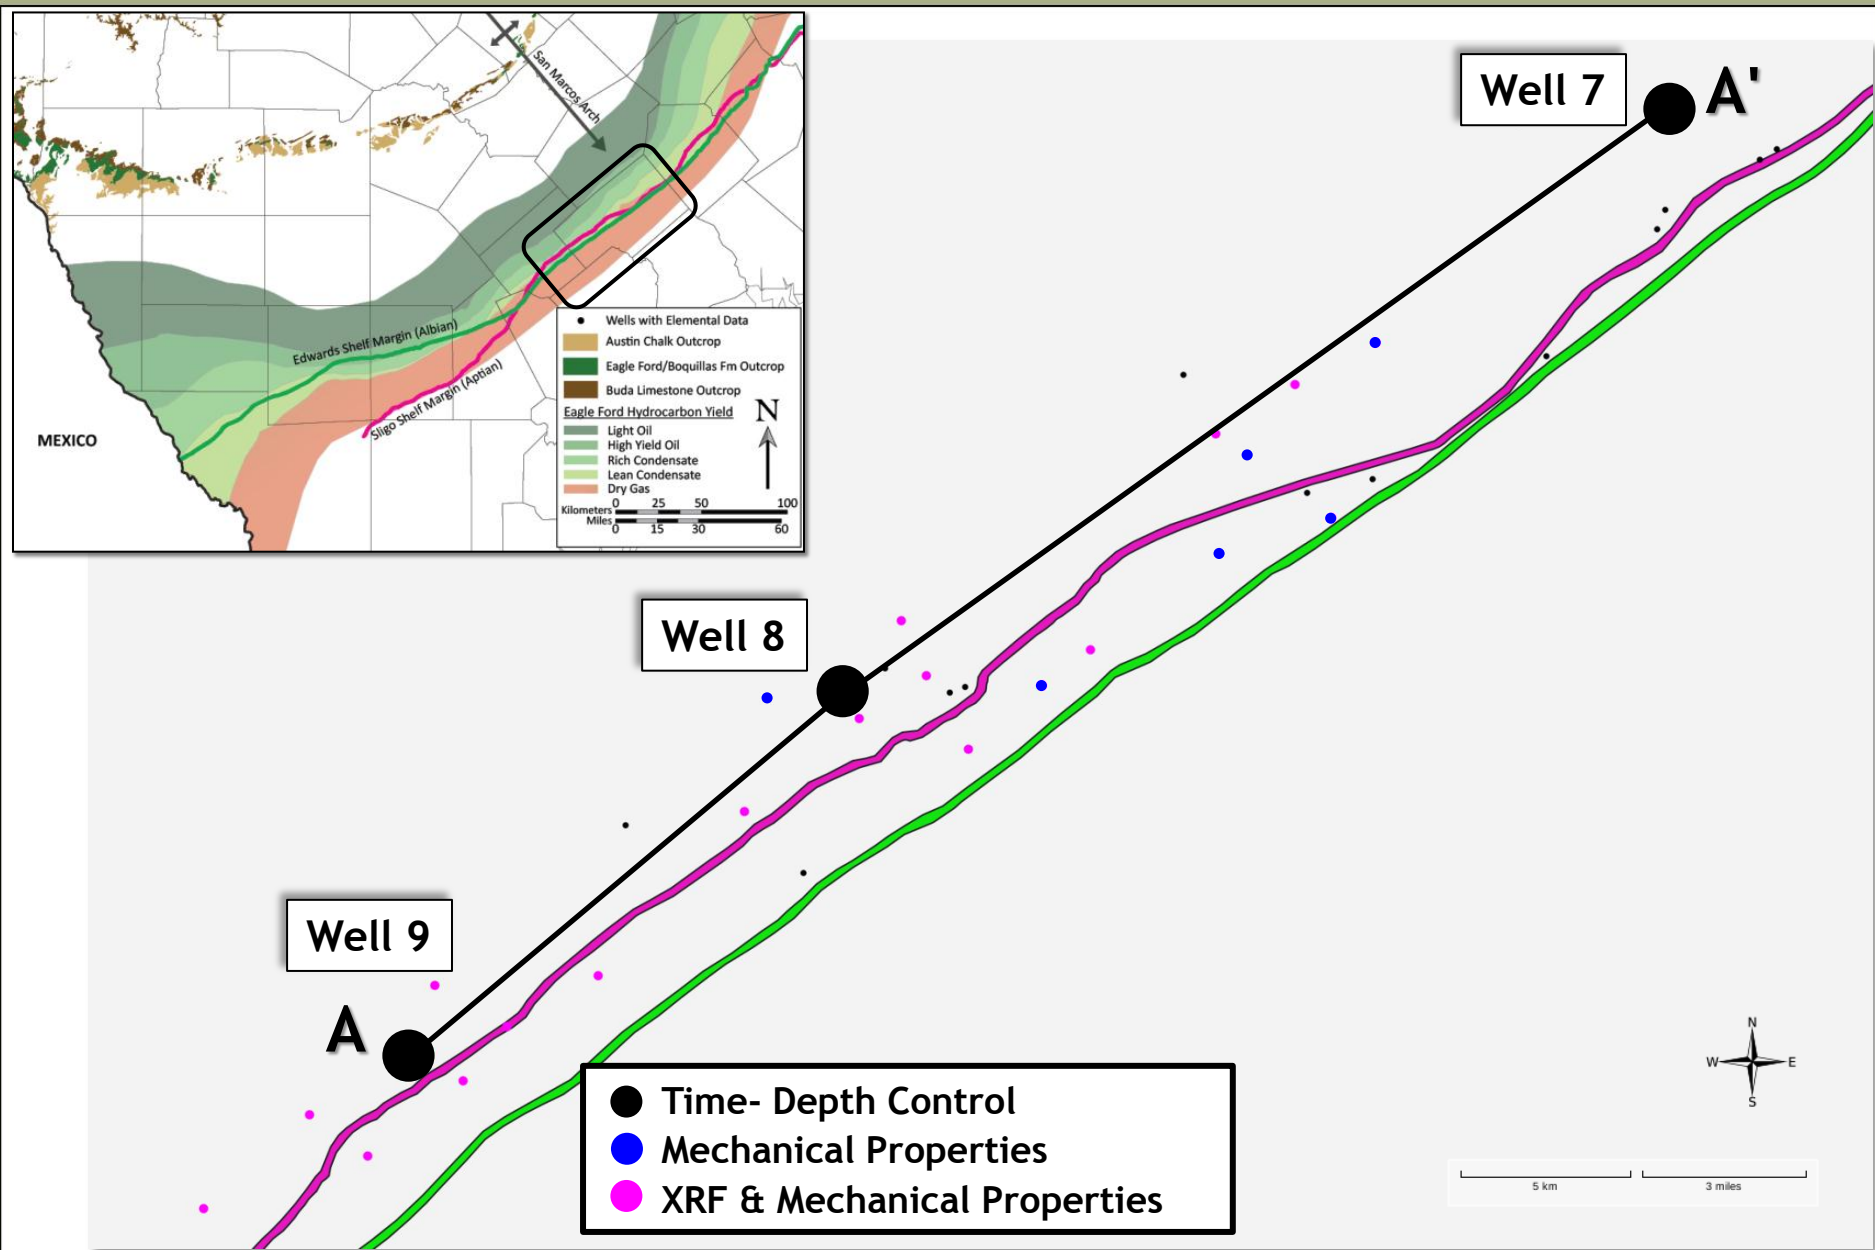 San Marcos Arch
Edwards Shelf Margin (Albian)
Sligo Shelf Margin (Aptian)
MEXICO
Wells with Elemental Data
Austin Chalk Outcrop
Eagle Ford/Boquillas Fm Outcrop
Buda Limestone Outcrop
Eagle Ford Hydrocarbon Yield
N
Light Oil
High Yield Oil
Rich Condensate
Lean Condensate
Dry Gas
0 25 50 100
Kilometers
Miles
0 15 30 60
Well 7
A'
Well 8
Well 9
A
Time- Depth Control
Mechanical Properties
XRF & Mechanical Properties
N
W E
S
5 km 3 miles